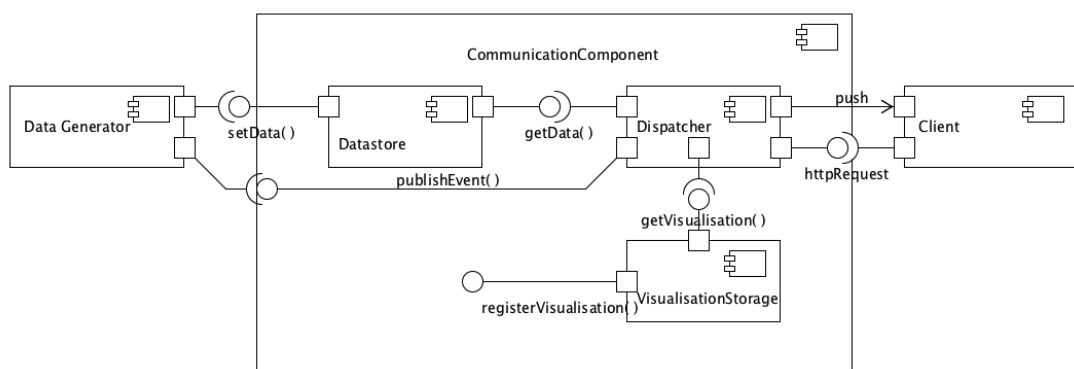 CommunicationComponent
Data Generator
setData( )
Datastore
getData( )
Dispatcher
push
Client
httpRequest
publishEvent( )
getVisualisation( )
registerVisualisation( )
VisualisationStorage